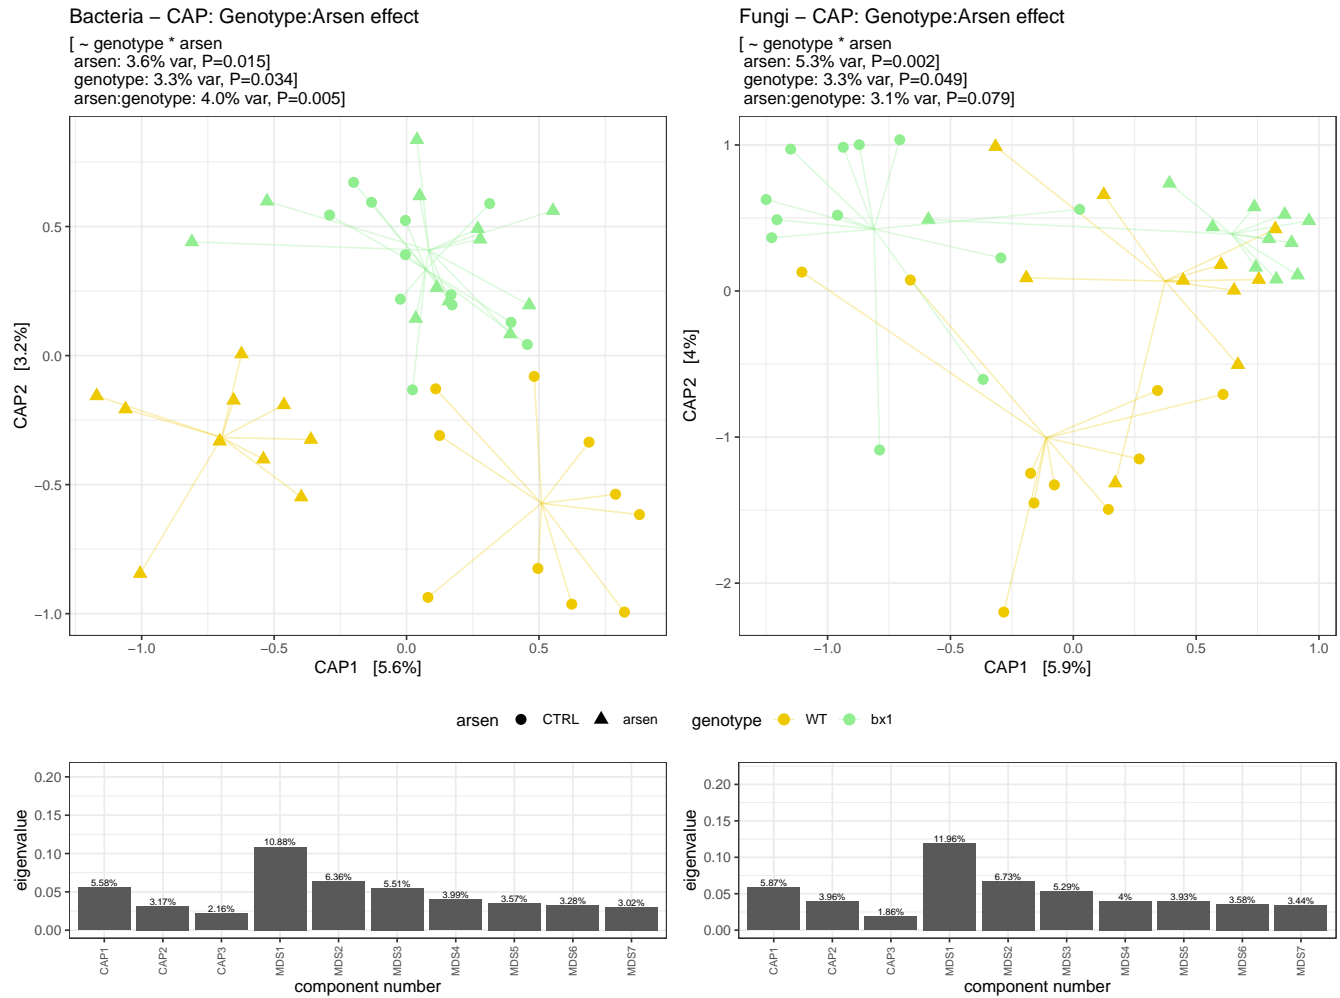 Bacteria – CAP: Genotype:Arsen effect
[ ~ genotype * arsen
arsen: 3.6% var, P=0.015]
genotype: 3.3% var, P=0.034]
arsen:genotype: 4.0% var, P=0.005]
0.5
0.0
−0.5
−1.0
CAP2 [3.2%]
−1.0 −0.5 0.0 0.5
CAP1 [5.6%]
Fungi – CAP: Genotype:Arsen effect
[ ~ genotype * arsen
arsen: 5.3% var, P=0.002]
genotype: 3.3% var, P=0.049]
arsen:genotype: 3.1% var, P=0.079]
1
0
−1
−2
CAP2 [4%]
−1.0 −0.5 0.0 0.5 1.0
CAP1 [5.9%]
arsen CTRL arsen genotype WT bx1
0.20
0.15
0.10
0.05
0.00
eigenvalue
5.58% 3.17% 2.16% 10.88% 6.36% 5.51% 3.99% 3.57% 3.28% 3.02%
CAP1 CAP2 CAP3 MDS1 MDS2 MDS3 MDS4 MDS5 MDS6 MDS7
component number
0.20
0.15
0.10
0.05
0.00
eigenvalue
5.87% 3.96% 1.86% 11.96% 6.73% 5.29% 4% 3.93% 3.58% 3.44%
CAP1 CAP2 CAP3 MDS1 MDS2 MDS3 MDS4 MDS5 MDS6 MDS7
component number